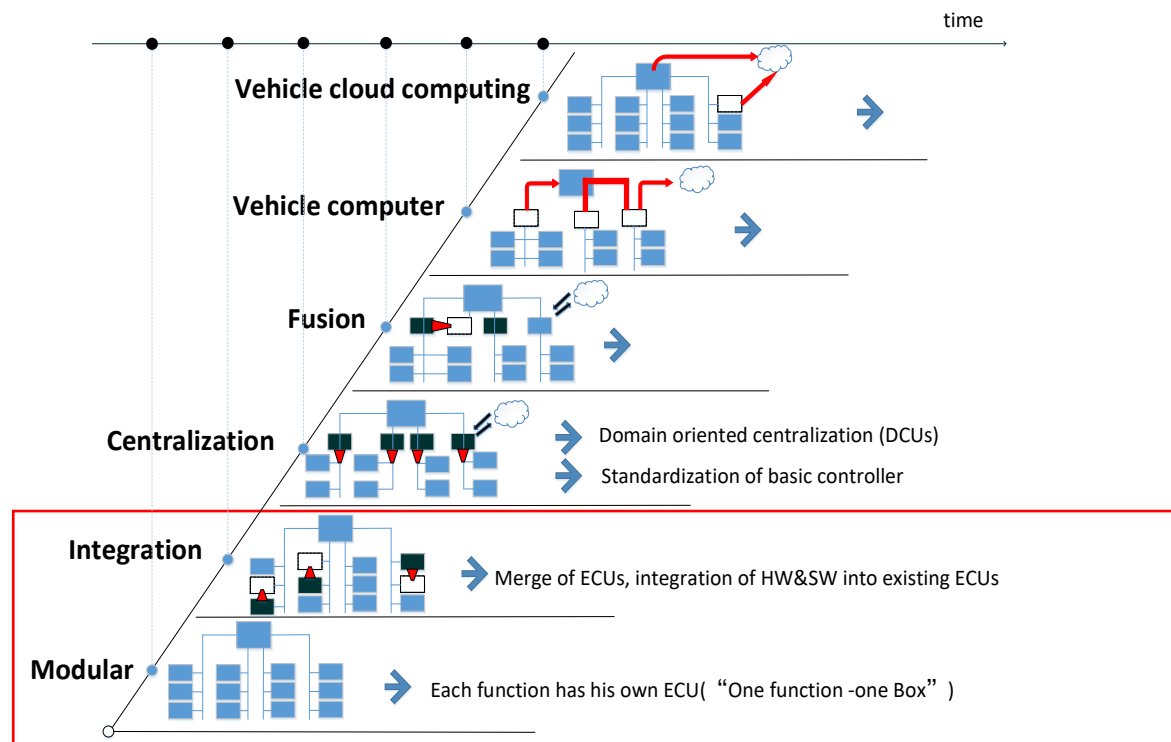 time
Vehicle cloud computing
Vehicle computer
Fusion
Centralization
Domain oriented centralization (DCUs)
Standardization of basic controller
Integration
Merge of ECUs, integration of HW&SW into existing ECUs
Modular
Each function has his own ECU(“One function -one Box”)